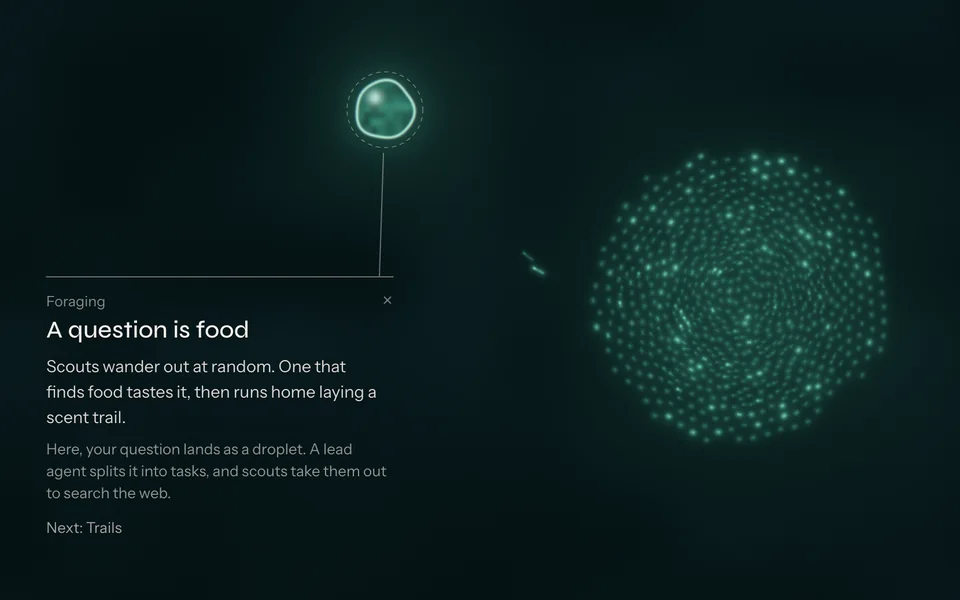 Foraging ×
A question is food
Scouts wander out at random. One that
finds food tastes it, then runs home laying a
scent trail.
Here, your question lands as a droplet. A lead
agent splits it into tasks, and scouts take them out
to search the web.
Next: Trails